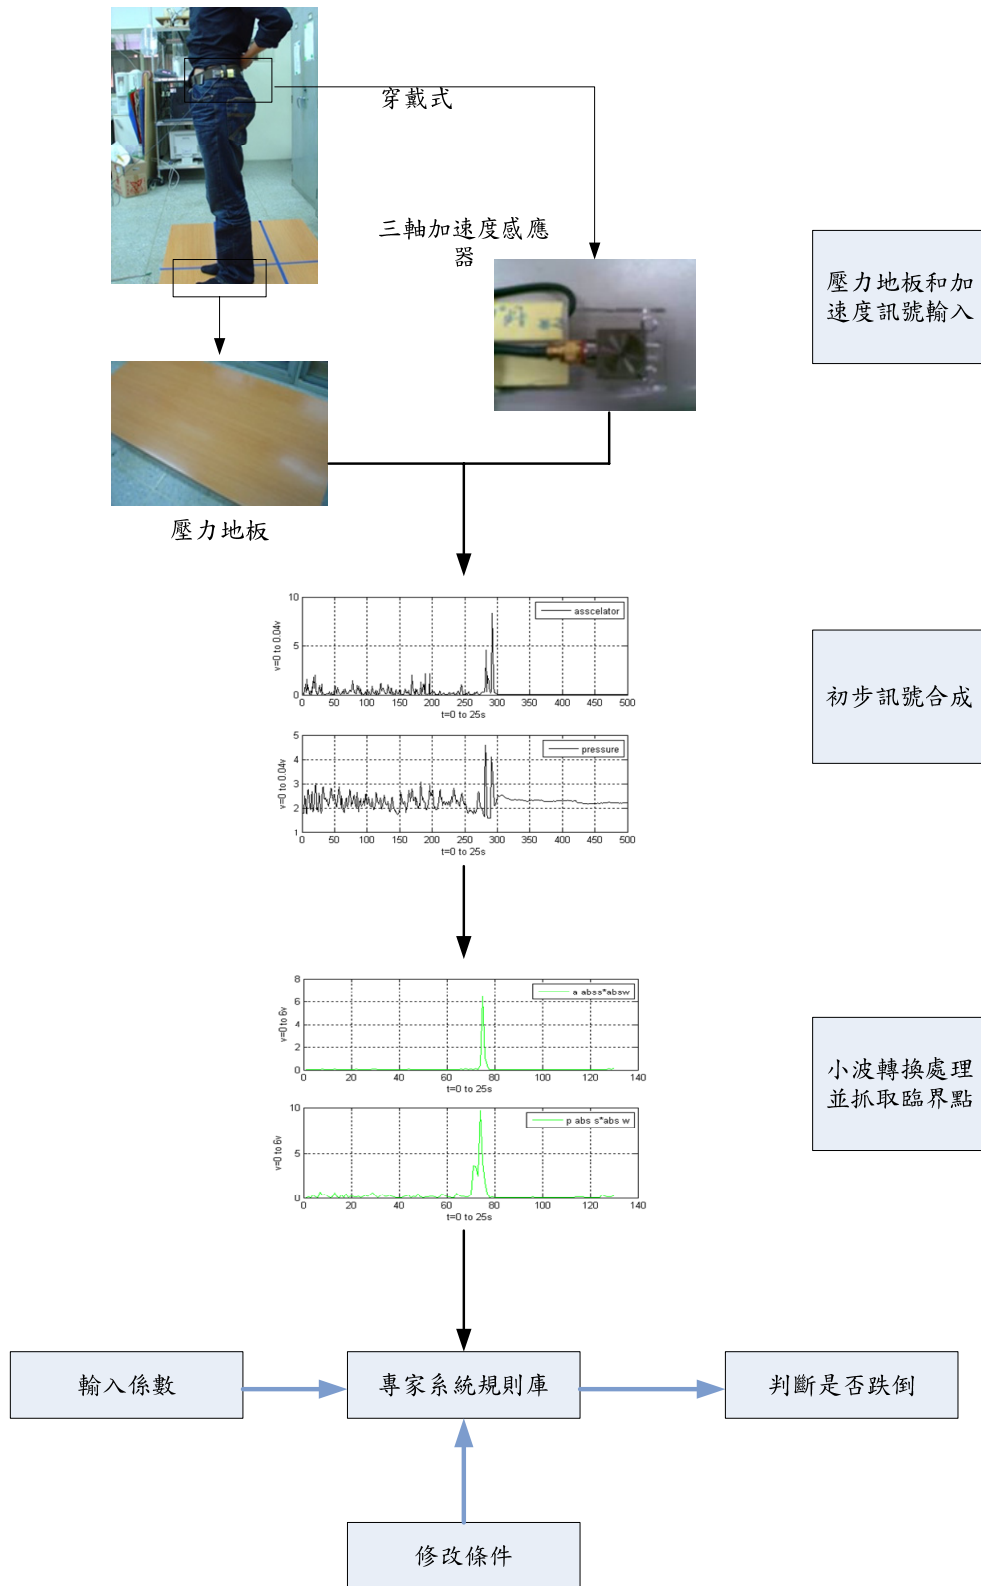 穿戴式
三軸加速度感應
器
壓力地板和加
速度訊號輸入
壓力地板
10
5
0
v=0 to 0.04v
asscelator
0 50 100 150 200 250 300 350 400 450 500
t=0 to 25s
初步訊號合成
5
4
3
2
1
v=0 to 0.04v
pressure
0 50 100 150 200 250 300 350 400 450 500
t=0 to 25s
8
6
4
2
0
v=0 to 6v
a abss*absw
0 20 40 60 80 100 120 140
t=0 to 25s
小波轉換處理
並抓取臨界點
10
5
0
v=0 to 6v
p abs s*abs w
0 20 40 60 80 100 120 140
t=0 to 25s
輸入係數
專家系統規則庫
判斷是否跌倒
修改條件